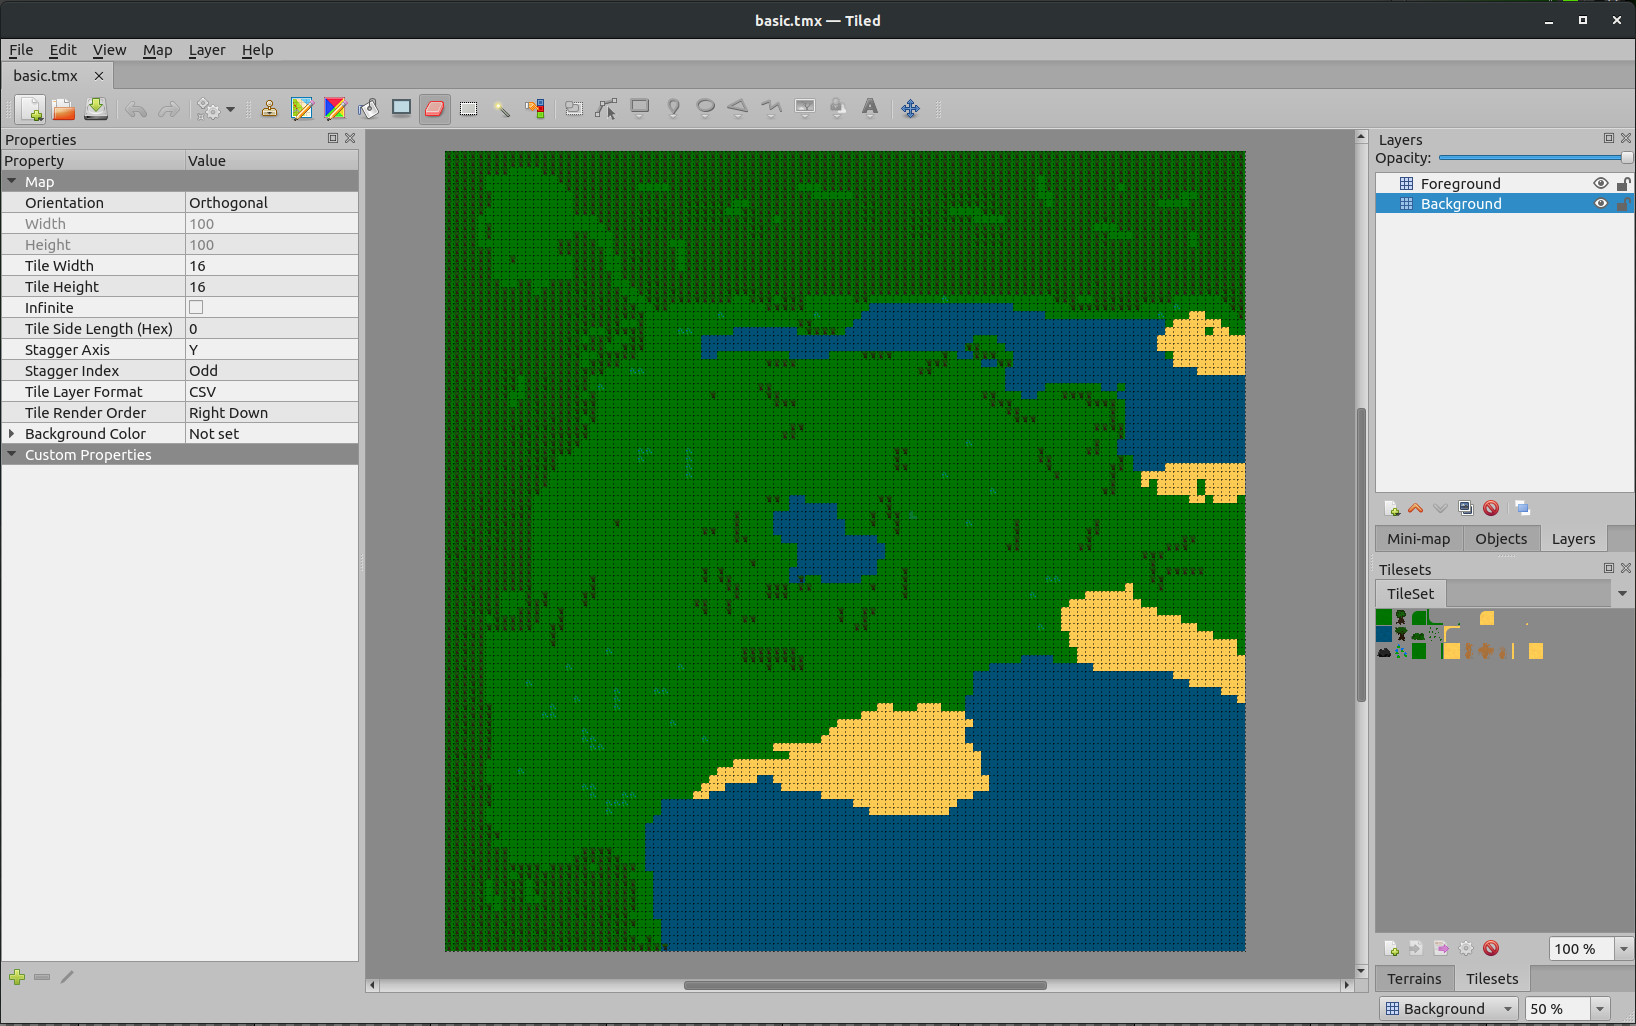 basic.tmx — Tiled
File Edit View Map Layer Help
basic.tmx
Properties
Property Value
Map
Orientation Orthogonal
Width 100
Height 100
Tile Width 16
Tile Height 16
Infinite
Tile Side Length (Hex) 0
Stagger Axis Y
Stagger Index Odd
Tile Layer Format CSV
Tile Render Order Right Down
Background Color Not set
Custom Properties
Layers
Opacity:
Foreground
Background
Mini-map Objects Layers
Tilesets
TileSet
100 %
Terrains Tilesets
Background 50 %